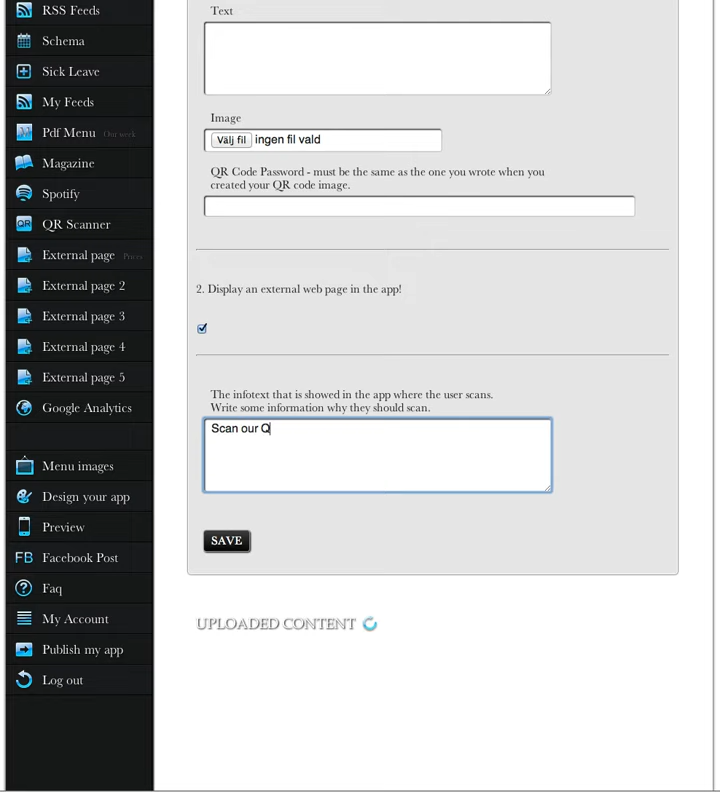 RSS Feeds
Schema
Sick Leave
My Feeds
Pdf Menu Our week
Magazine
Spotify
QR Scanner
External page Prices
External page 2
External page 3
External page 4
External page 5
Google Analytics
Menu images
Design your app
Preview
FB Facebook Post
Faq
My Account
Publish my app
Log out
Text
Image
Välj fil ingen fil vald
QR Code Password - must be the same as the one you wrote when you
created your QR code image.
2. Display an external web page in the app!
The infotext that is showed in the app where the user scans.
Write some information why they should scan.
Scan our Q
SAVE
UPLOADED CONTENT